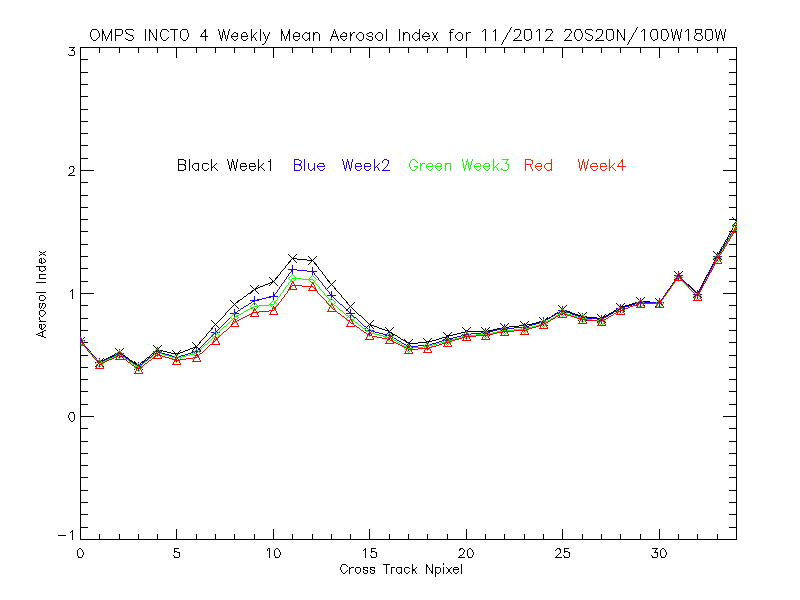 OMPS INCTO 4 Weekly Mean Aerosol Index for 11/2012 20S20N/100W180W
3
Black Week1 Blue Week2 Green Week3 Red Week4
2
1
Aerosol Index
0
-1
0 5 10 15 20 25 30
Cross Track Npixel